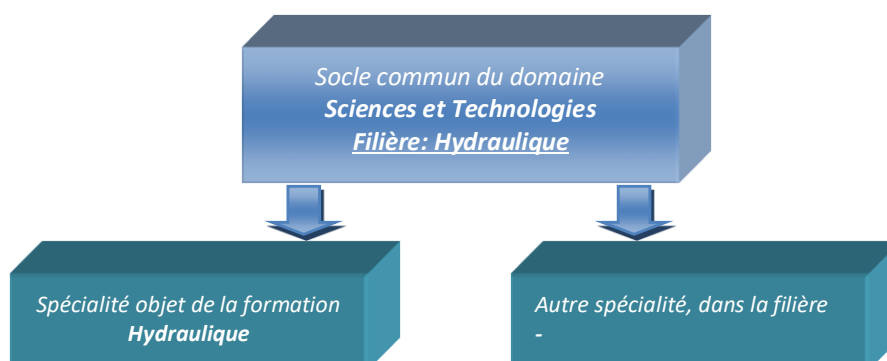 Socle commun du domaine
Sciences et Technologies
Filière: Hydraulique
Spécialité objet de la formation
Hydraulique
Autre spécialité, dans la filière
-